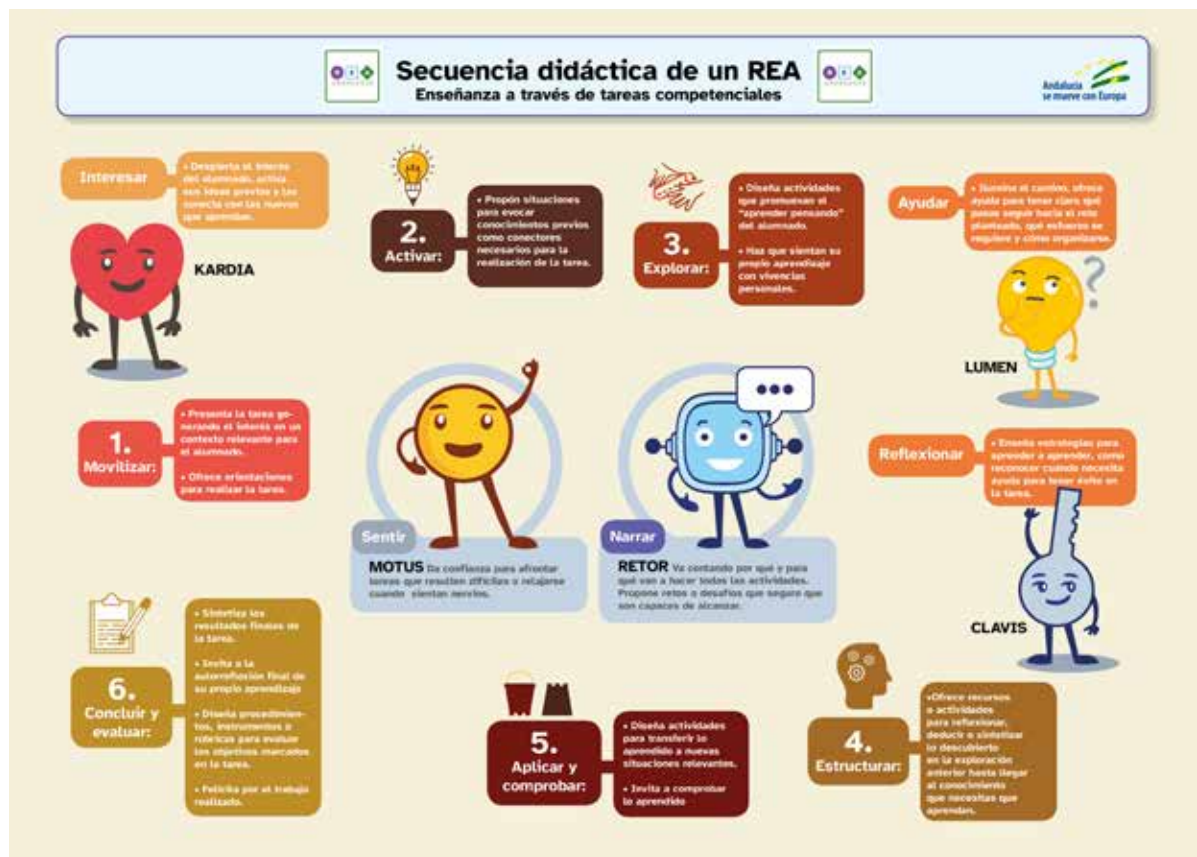 Secuencia didáctica de un REA
Enseñanza a través de tareas competenciales
Andalucía
se mueve con Europa
Interesar
• Despierta el interés
del alumnado, activa
sus ideas previas y las
conecta con las nuevas
que aprenban.
KARDIA
2.
Activar:
• Propón situaciones
para evocar
conocimientos previos
como conectores
necesarios para la
realización de la tarea.
3.
Explorar:
• Diseña actividades
que promuevan el
"aprender pensando"
del alumnado.
• Haz que sientan su
propio aprendizaje
con vivencias
personales.
Ayudar
• Ilumina el camino, ofrece
ayuda para tener claro qué
pasos seguir hacia el reto
planteado, qué esfuerzo se
requiere y cómo organizarse.
?
LUMEN
1.
Movitizar:
• Presenta la tarea ge-
nerando el interés en un
contexto relevante para
el alumnado.
• Ofrece orientaciones
para realizar la tarea.
Sentir
MOTUS Da confianza para afrontar
tareas que resulten difíciles o relajarse
cuando sientan nervios.
Narrar
RETOR Va contando por qué y para
qué van a hacer todas las actividades.
Propone retos o desafíos que seguro que
son capaces de alcanzar.
Reflexionar
• Enseña estrategias para
aprender a aprender, como
reconocer cuándo necesita
ayuda para tener éxito en
la tarea.
CLAVIS
6.
Concluir y
evaluar:
• Sintetiza los
resultados finales de
la tarea.
• Invita a la
autorreflexión final de
su propio aprendizaje
• Diseña procedimien-
tos, instrumentos o
rúbricas para evaluar
los objetivos marcados
en la tarea.
• Felicita por el trabajo
realizado.
5.
Aplicar y
comprobar:
• Diseña actividades
para transferir lo
aprendido a nuevas
situaciones relevantes.
• Invita a comprobar
lo aprendido
4.
Estructurar:
•Ofrece recursos
o actividades
para reflexionar,
deducir o sintetizar
lo descubierto
en la exploración
anterior hasta llegar
al conocimiento
que necesitas que
aprendan.